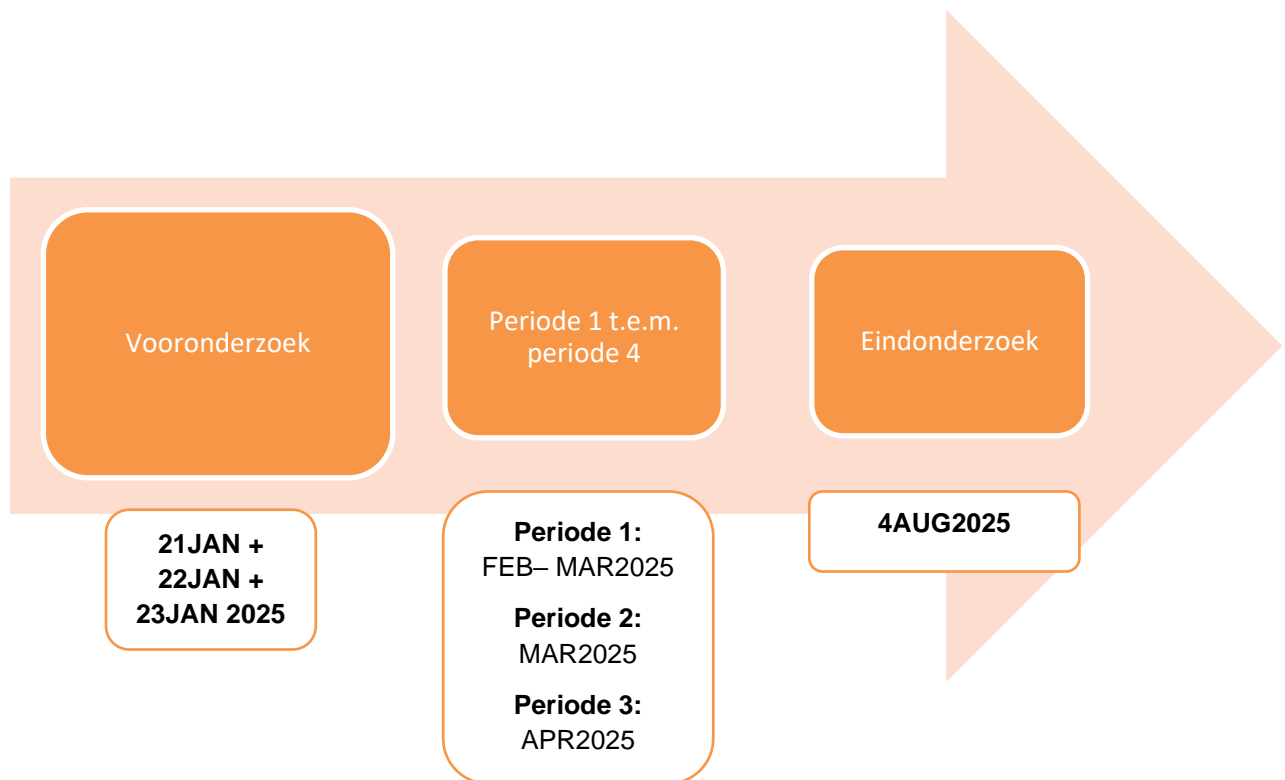 Vooronderzoek
Periode 1 t.e.m.
periode 4
Eindonderzoek
21JAN +
22JAN +
23JAN 2025
Periode 1:
FEB– MAR2025
Periode 2:
MAR2025
Periode 3:
APR2025
4AUG2025